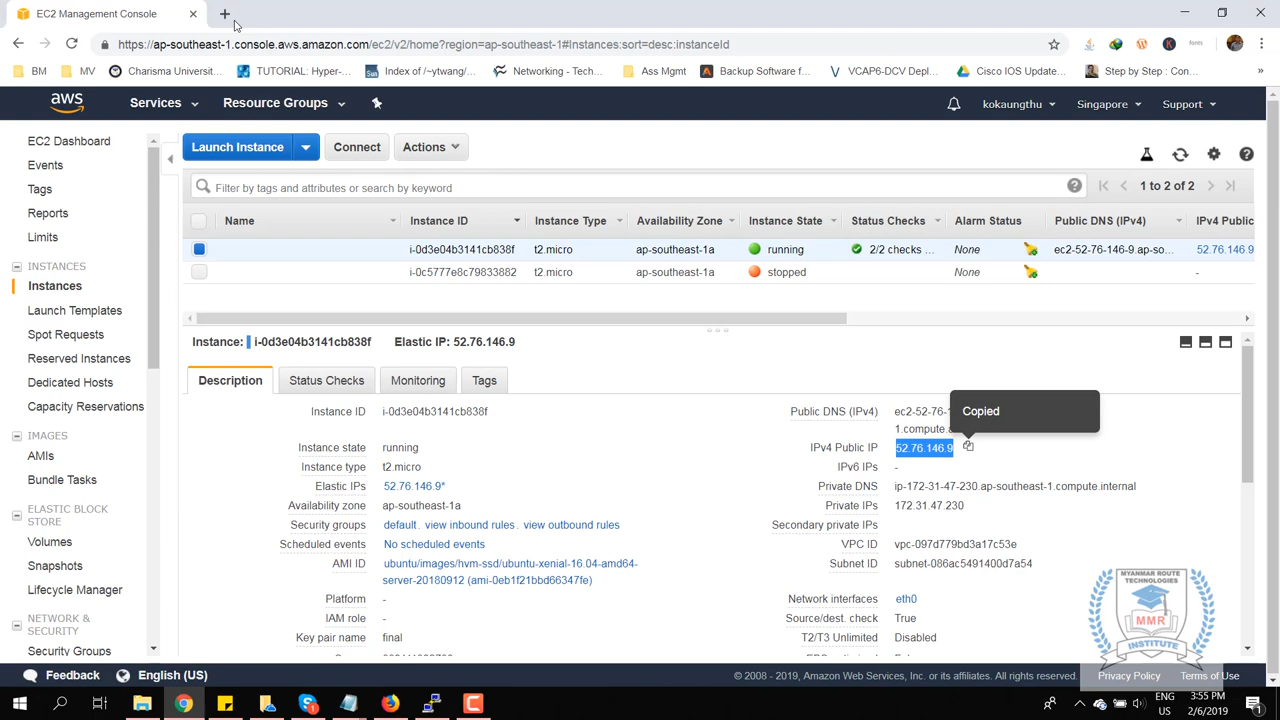 EC2 Management Console
https://ap-southeast-1.console.aws.amazon.com/ec2/v2/home?region=ap-southeast-1#Instances:sort=desc:instanceId
BM
MV
Charisma Universit...
TUTORIAL: Hyper-...
Index of /~ytwang/...
Networking - Tech...
Ass Mgmt
Backup Software f...
VCAP6-DCV Depl...
Cisco IOS Update...
Step by Step : Con...
aws
Services
Resource Groups
kokaungthu
Singapore
Support
EC2 Dashboard
Events
Tags
Reports
Limits
INSTANCES
Instances
Launch Templates
Spot Requests
Reserved Instances
Dedicated Hosts
Capacity Reservations
IMAGES
AMIs
Bundle Tasks
ELASTIC BLOCK
STORE
Volumes
Snapshots
Lifecycle Manager
NETWORK &
SECURITY
Security Groups
Launch Instance
Connect
Actions
Filter by tags and attributes or search by keyword
1 to 2 of 2
Name Instance ID Instance Type Availability Zone Instance State Status Checks Alarm Status Public DNS (IPv4) IPv4 Public
i-0d3e04b3141cb838f t2.micro ap-southeast-1a running 2/2 checks ... None ec2-52-76-146-9.ap-so... 52.76.146.9
i-0c5777e8c79833882 t2.micro ap-southeast-1a stopped None -
Instance: i-0d3e04b3141cb838f Elastic IP: 52.76.146.9
Description
Status Checks
Monitoring
Tags
Instance ID i-0d3e04b3141cb838f
Instance state running
Instance type t2.micro
Elastic IPs 52.76.146.9*
Availability zone ap-southeast-1a
Security groups default. view inbound rules. view outbound rules
Scheduled events No scheduled events
AMI ID ubuntu/images/hvm-ssd/ubuntu-xenial-16.04-amd64-
server-20180912 (ami-0eb1f21bbd66347fe)
Platform -
IAM role -
Key pair name final
Public DNS (IPv4) ec2-52-76-
1.compute.
Copied
IPv4 Public IP 52.76.146.9
IPv6 IPs -
Private DNS ip-172-31-47-230.ap-southeast-1.compute.internal
Private IPs 172.31.47.230
Secondary private IPs
VPC ID vpc-097d779bd3a17c53e
Subnet ID subnet-086ac5491400d7a54
Network interfaces eth0
Source/dest. check True
T2/T3 Unlimited Disabled
MYANMAR ROUTE
TECHNOLOGIES
MMR
INSTITUTE
Feedback
English (US)
© 2008 - 2019, Amazon Web Services, Inc. or its affiliates. All rights reserved.
Privacy Policy
Terms of Use
ENG
US
3:55 PM
2/6/2019